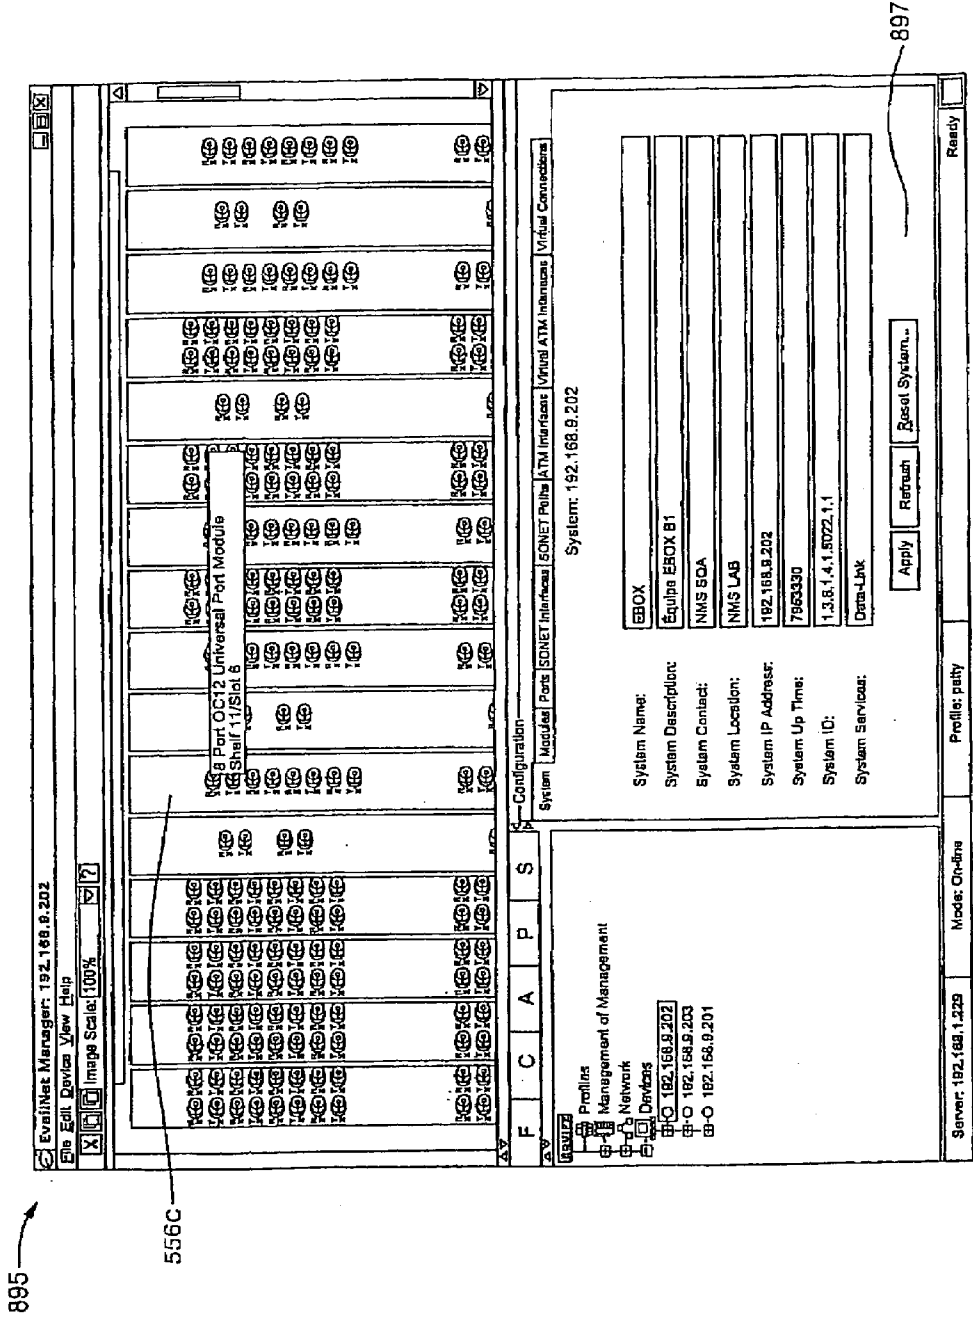 895
EvaliNet Manager: 192.168.9.202
File Edit Device View Help
Image Scale: 100%
?
556C
8 Port OC12 Universal Port Module
Shelf 11/Slot 6
F C A P S
Profiles
Management of Management
Network
Devices
192.168.9.202
192.168.9.203
192.168.9.201
Configuration
System Modules Ports SONET Interfaces SONET Paths ATM Interfaces Virtual ATM Interfaces Virtual Connections
System: 192.168.9.202
System Name: EBOX
System Description: Equipe EBOX B1
System Contact: NMS SQA
System Location: NMS LAB
System IP Address: 192.168.9.202
System Up Time: 7953330
System ID: 1.3.6.1.4.1.5022.1.1
System Services: Data-Link
Apply Refresh Reset System...
897
Server: 192.168.1.229 Mode: On-line Profile: patty Ready